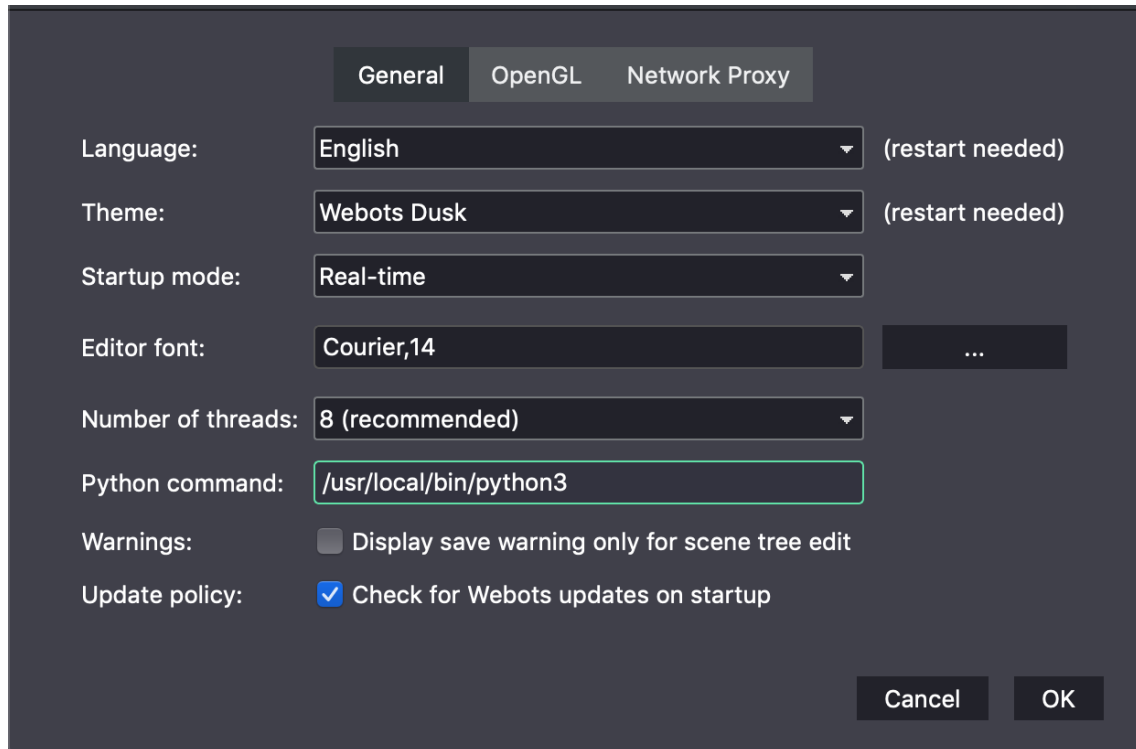 General OpenGL Network Proxy
Language: English (restart needed)
Theme: Webots Dusk (restart needed)
Startup mode: Real-time
Editor font: Courier,14 ...
Number of threads: 8 (recommended)
Python command: /usr/local/bin/python3
Warnings: Display save warning only for scene tree edit
Update policy: Check for Webots updates on startup
Cancel OK